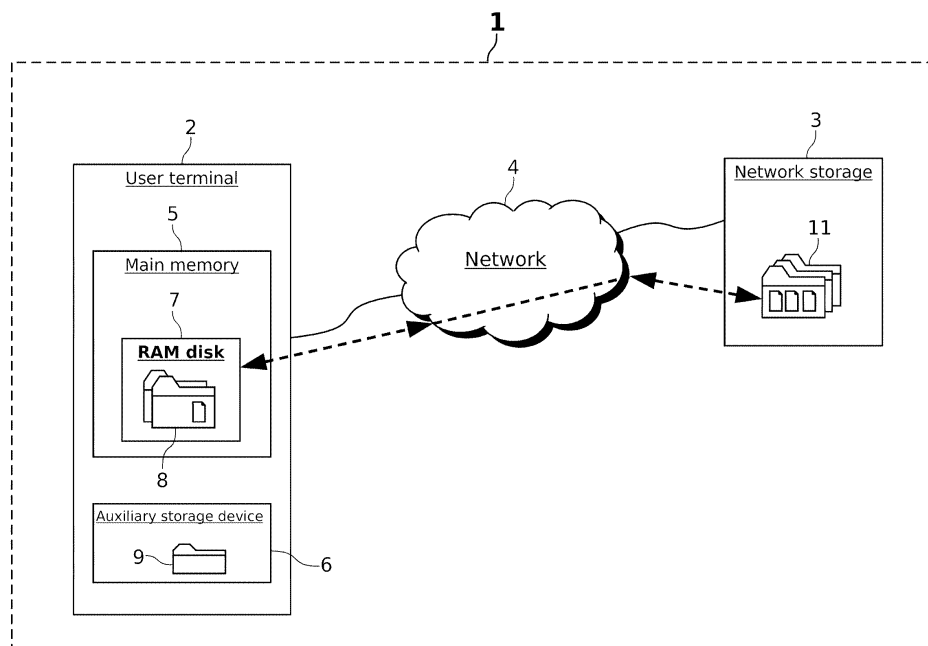 1
2
User terminal
5
Main memory
7
RAM disk
8
Auxiliary storage device
9
6
4
Network
3
Network storage
11